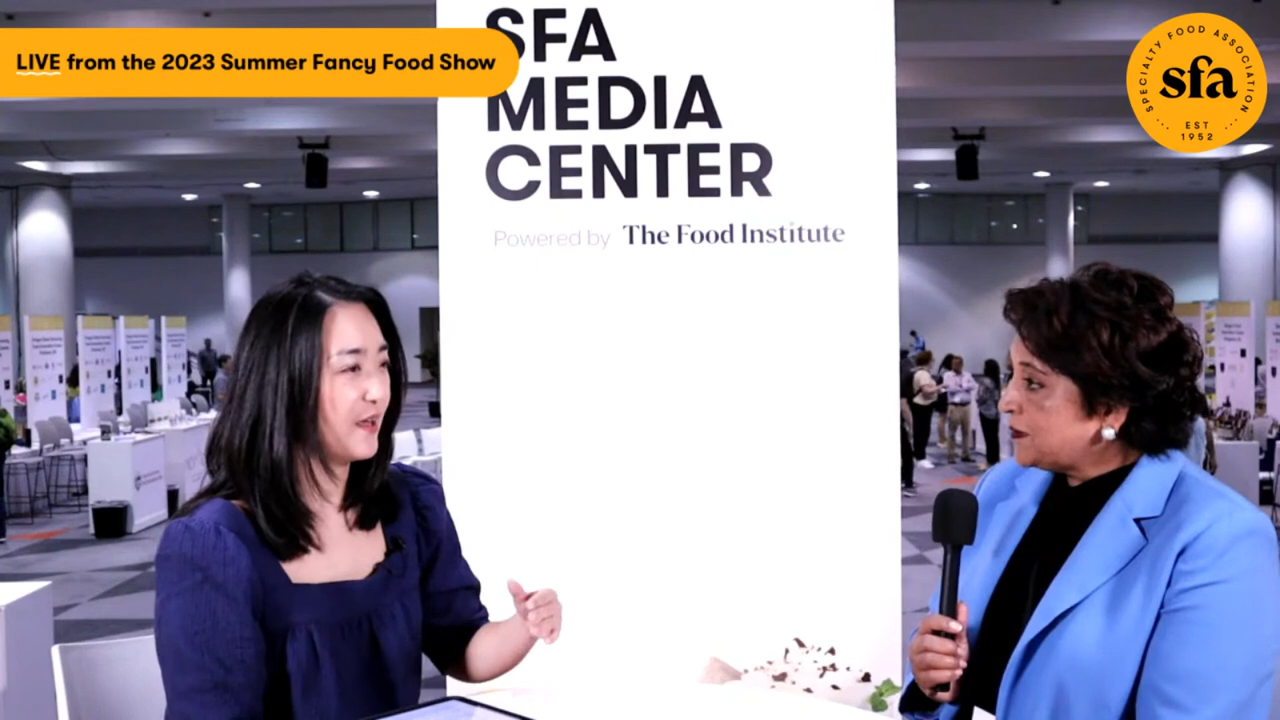 LIVE from the 2023 Summer Fancy Food Show
SFA
MEDIA
CENTER
Powered by The Food Institute
SPECIALTY FOOD ASSOCIATION
sfa
EST
1952